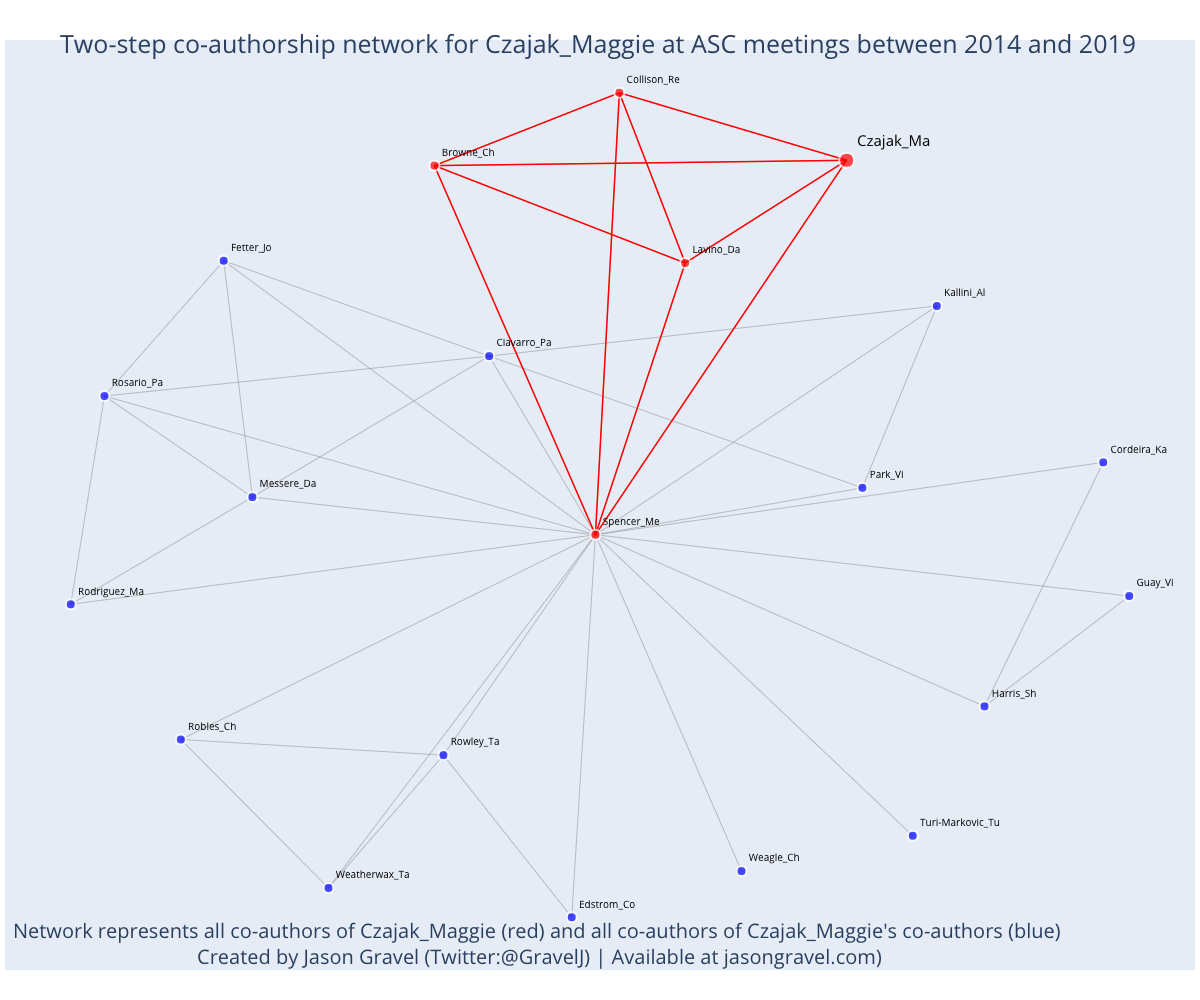 Two-step co-authorship network for Czajak_Maggie at ASC meetings between 2014 and 2019
Collison_Re
Czajak_Ma
Browne_Ch
Fetter_Jo
Lavino_Da
Kallini_Al
Ciavarro_Pa
Rosario_Pa
Cordeira_Ka
Park_Vi
Messere_Da
Spencer_Me
Guay_Vi
Rodriguez_Ma
Harris_Sh
Robles_Ch
Rowley_Ta
Turi-Markovic_Tu
Weagle_Ch
Weatherwax_Ta
Edstrom_Co
Network represents all co-authors of Czajak_Maggie (red) and all co-authors of Czajak_Maggie's co-authors (blue)
Created by Jason Gravel (Twitter:@GravelJ) | Available at jasongravel.com)